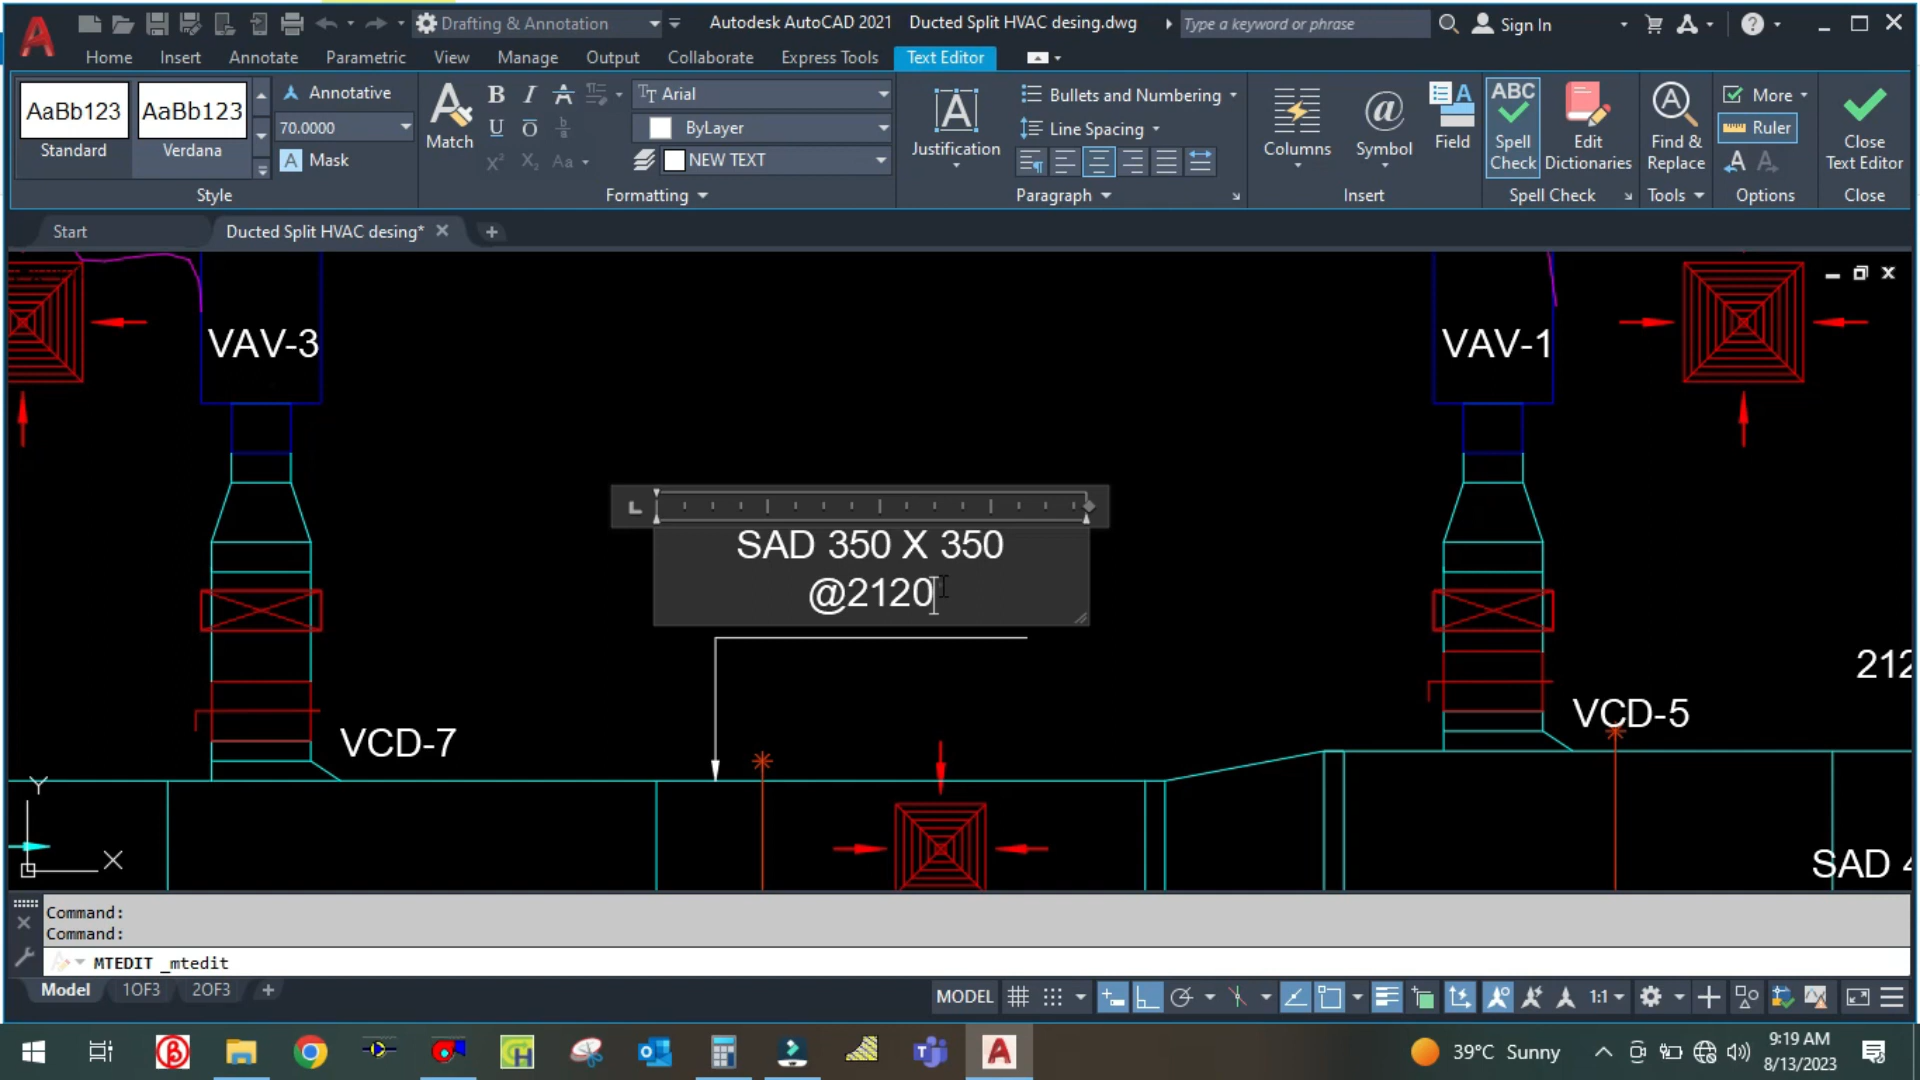 Drafting & Annotation
Autodesk AutoCAD 2021 Ducted Split HVAC desing.dwg
Type a keyword or phrase
Sign In
Home Insert Annotate Parametric View Manage Output Collaborate Express Tools Text Editor
AaBb123 AaBb123
Standard Verdana
Annotative
70.0000
A Mask
Style
Match
B I A
U O
Aa
Arial
ByLayer
NEW TEXT
Formatting
Justification
Bullets and Numbering
Line Spacing
Paragraph
Columns
Symbol
Field
Insert
ABC
Spell
Check
Edit
Dictionaries
Spell Check
Find &
Replace
Tools
More
Ruler
Options
Close
Text Editor
Close
Start
Ducted Split HVAC desing*
VAV-3
VAV-1
SAD 350 X 350
@2120
212
VCD-7
VCD-5
SAD 4
Y
X
Command:
Command:
MTEDIT _mtedit
Model 1OF3 2OF3
MODEL
1:1
39°C Sunny
9:19 AM
8/13/2023